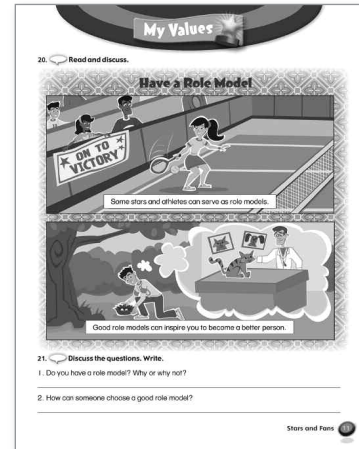 My Values
20. Read and discuss.
Have a Role Model
ON TO
VICTORY
Some stars and athletes can serve as role models.
Good role models can inspire you to become a better person.
21. Discuss the questions. Write.
1. Do you have a role model? Why or why not?
2. How can someone choose a good role model?
Stars and Fans